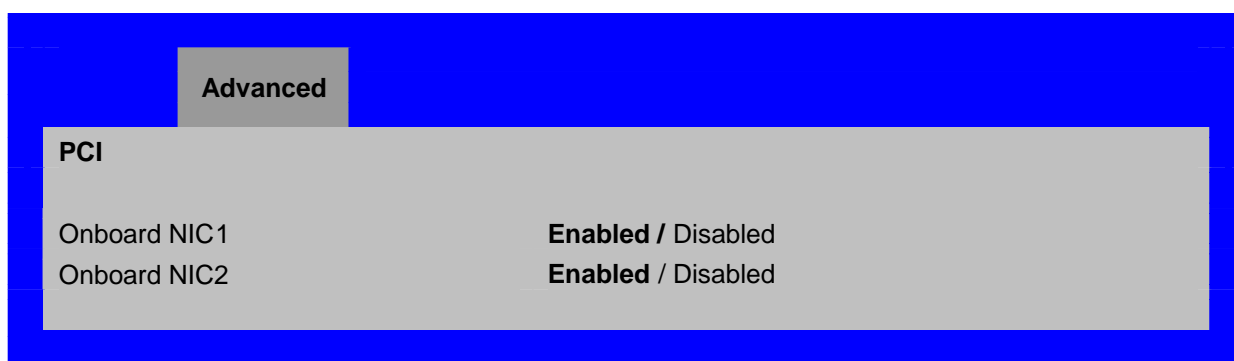 Advanced
PCI
Onboard NIC1 Enabled / Disabled
Onboard NIC2 Enabled / Disabled